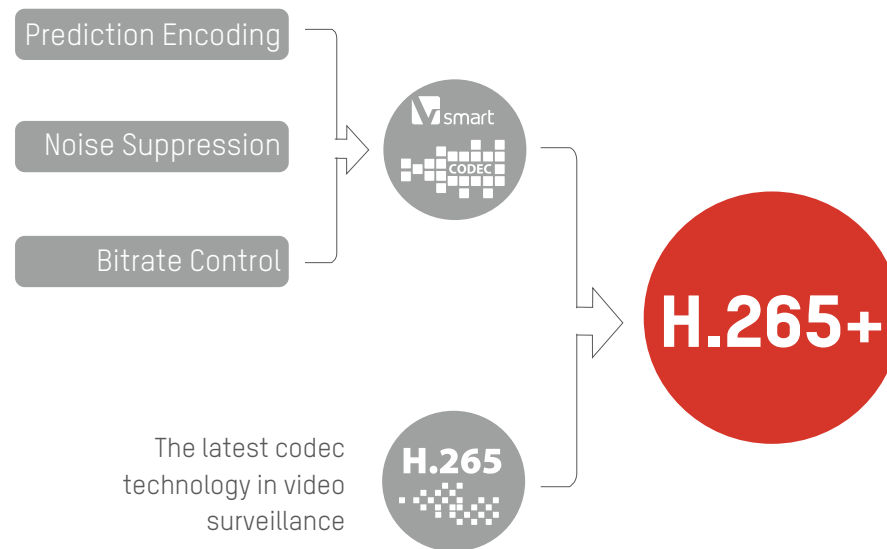 Prediction Encoding
Noise Suppression
Bitrate Control
smart
CODEC
H.265+
The latest codec
technology in video
surveillance
H.265